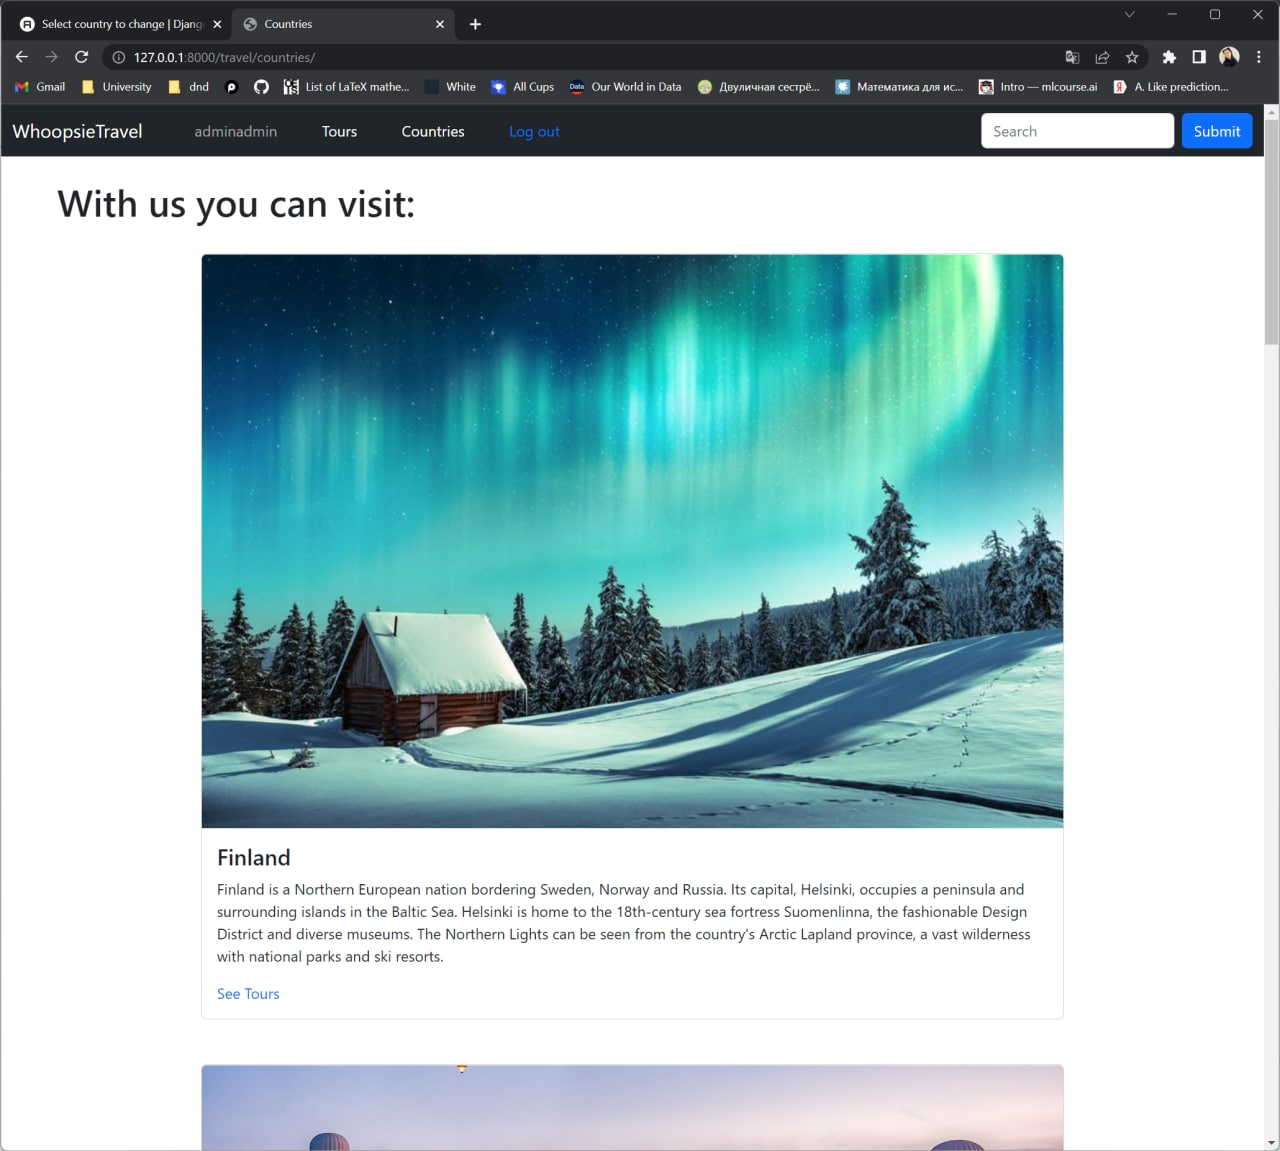 Select country to change | Djang
Countries
127.0.0.1:8000/travel/countries/
Gmail
University
dnd
List of LaTeX mathe...
White
All Cups
Data
Our World in Data
Двуличная сестрё...
Математика для ис...
Intro — mlcourse.ai
Я
A. Like prediction...
WhoopsieTravel
adminadmin
Tours
Countries
Log out
Search
Submit
With us you can visit:
Finland
Finland is a Northern European nation bordering Sweden, Norway and Russia. Its capital, Helsinki, occupies a peninsula and
surrounding islands in the Baltic Sea. Helsinki is home to the 18th-century sea fortress Suomenlinna, the fashionable Design
District and diverse museums. The Northern Lights can be seen from the country's Arctic Lapland province, a vast wilderness
with national parks and ski resorts.
See Tours